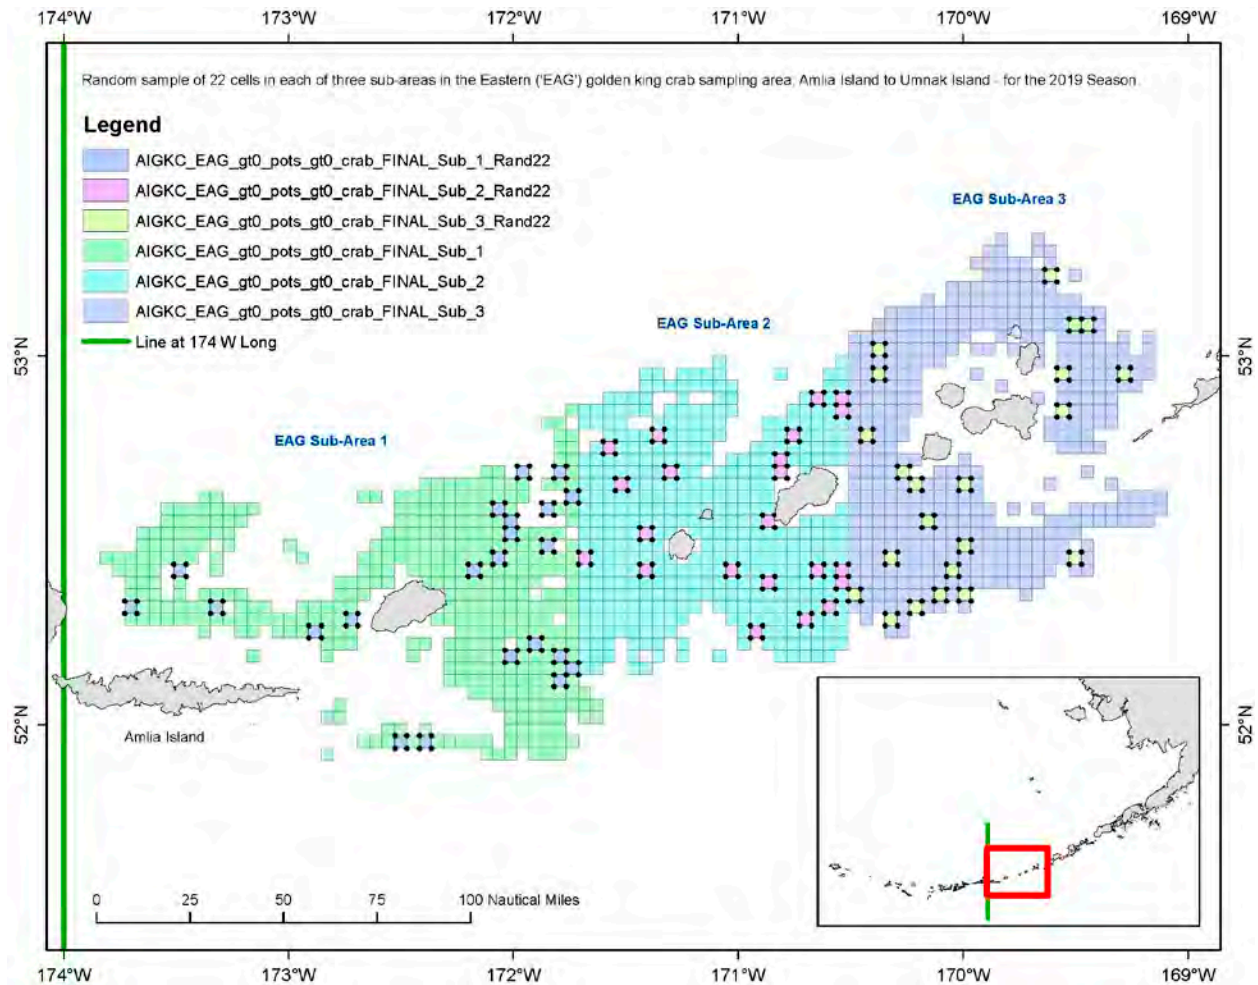 174°W 173°W 172°W 171°W 170°W 169°W
Random sample of 22 cells in each of three sub-areas in the Eastern ('EAG') golden king crab sampling area: Amlia Island to Umnak Island - for the 2019 Season.
Legend
AIGKC_EAG_gt0_pots_gt0_crab_FINAL_Sub_1_Rand22
AIGKC_EAG_gt0_pots_gt0_crab_FINAL_Sub_2_Rand22
AIGKC_EAG_gt0_pots_gt0_crab_FINAL_Sub_3_Rand22
AIGKC_EAG_gt0_pots_gt0_crab_FINAL_Sub_1
AIGKC_EAG_gt0_pots_gt0_crab_FINAL_Sub_2
AIGKC_EAG_gt0_pots_gt0_crab_FINAL_Sub_3
Line at 174 W Long
EAG Sub-Area 3
EAG Sub-Area 2
EAG Sub-Area 1
53°N
53°N
52°N
52°N
Amlia Island
0 25 50 75 100 Nautical Miles
174°W 173°W 172°W 171°W 170°W 169°W